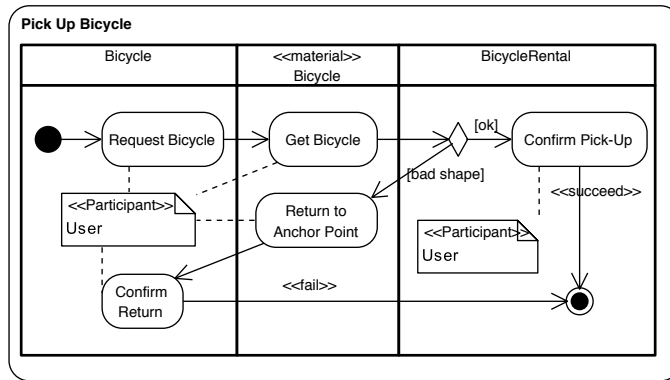 Pick Up Bicycle
Bicycle
<<material>>
Bicycle
BicycleRental
Request Bicycle
Get Bicycle
[ok]
Confirm Pick-Up
[bad shape]
<<succeed>>
<<Participant>>
User
Return to
Anchor Point
<<Participant>>
User
Confirm
Return
<<fail>>